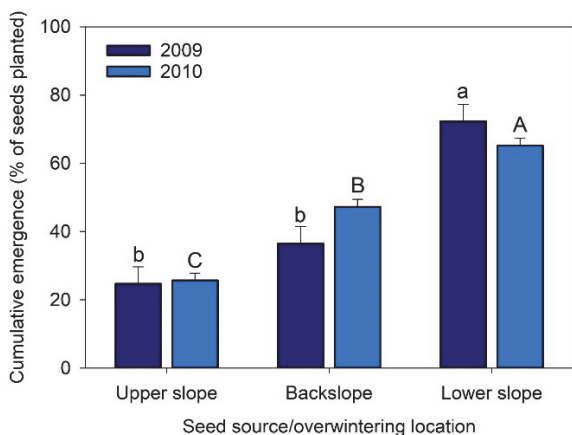 Cumulative emergence (% of seeds planted)
100
80
60
40
20
0
2009
2010
b
C
b
B
a
A
Upper slope
Backslope
Lower slope
Seed source/overwintering location